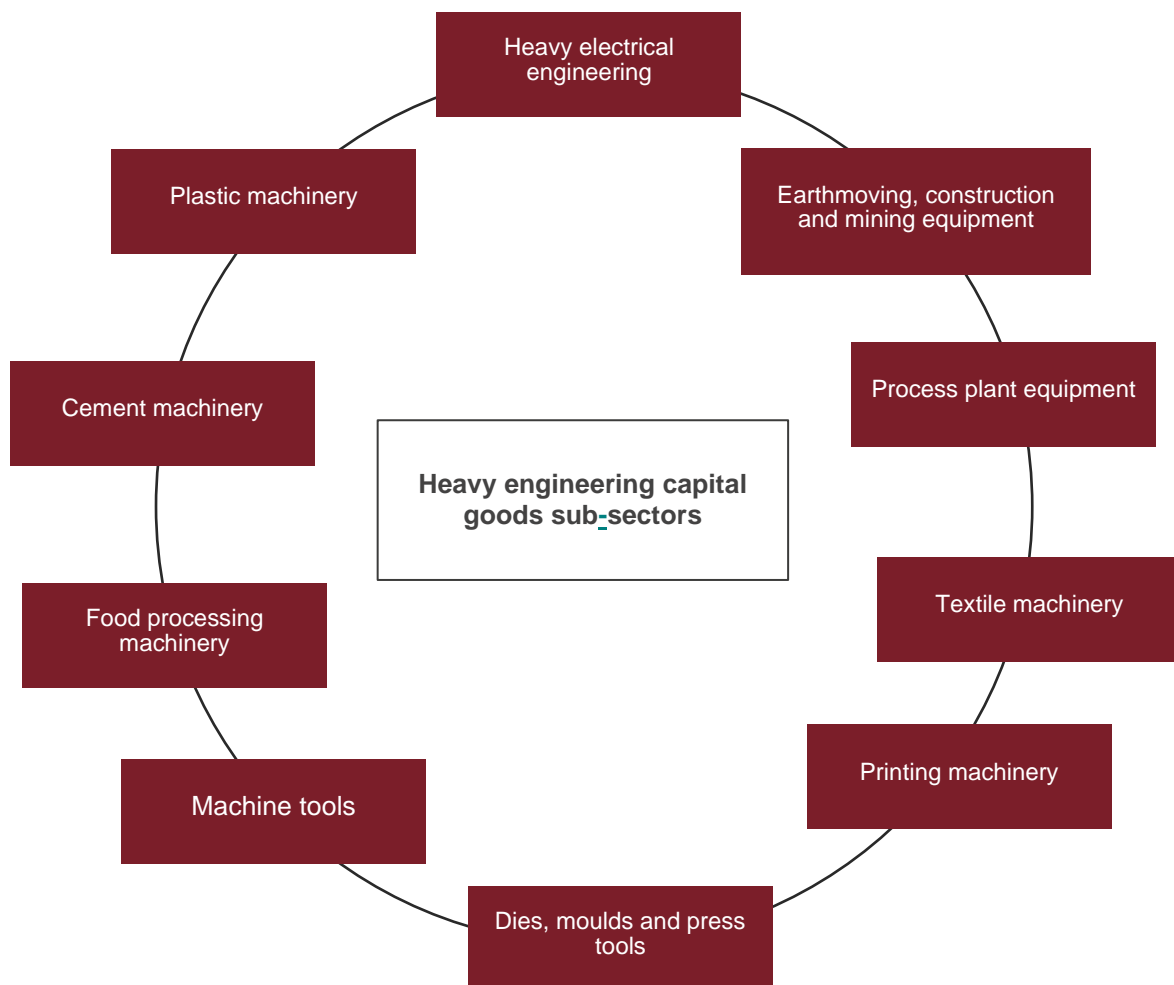 Heavy electrical
engineering
Plastic machinery
Earthmoving, construction
and mining equipment
Cement machinery
Process plant equipment
Heavy engineering capital
goods sub-sectors
Food processing
machinery
Textile machinery
Machine tools
Printing machinery
Dies, moulds and press
tools